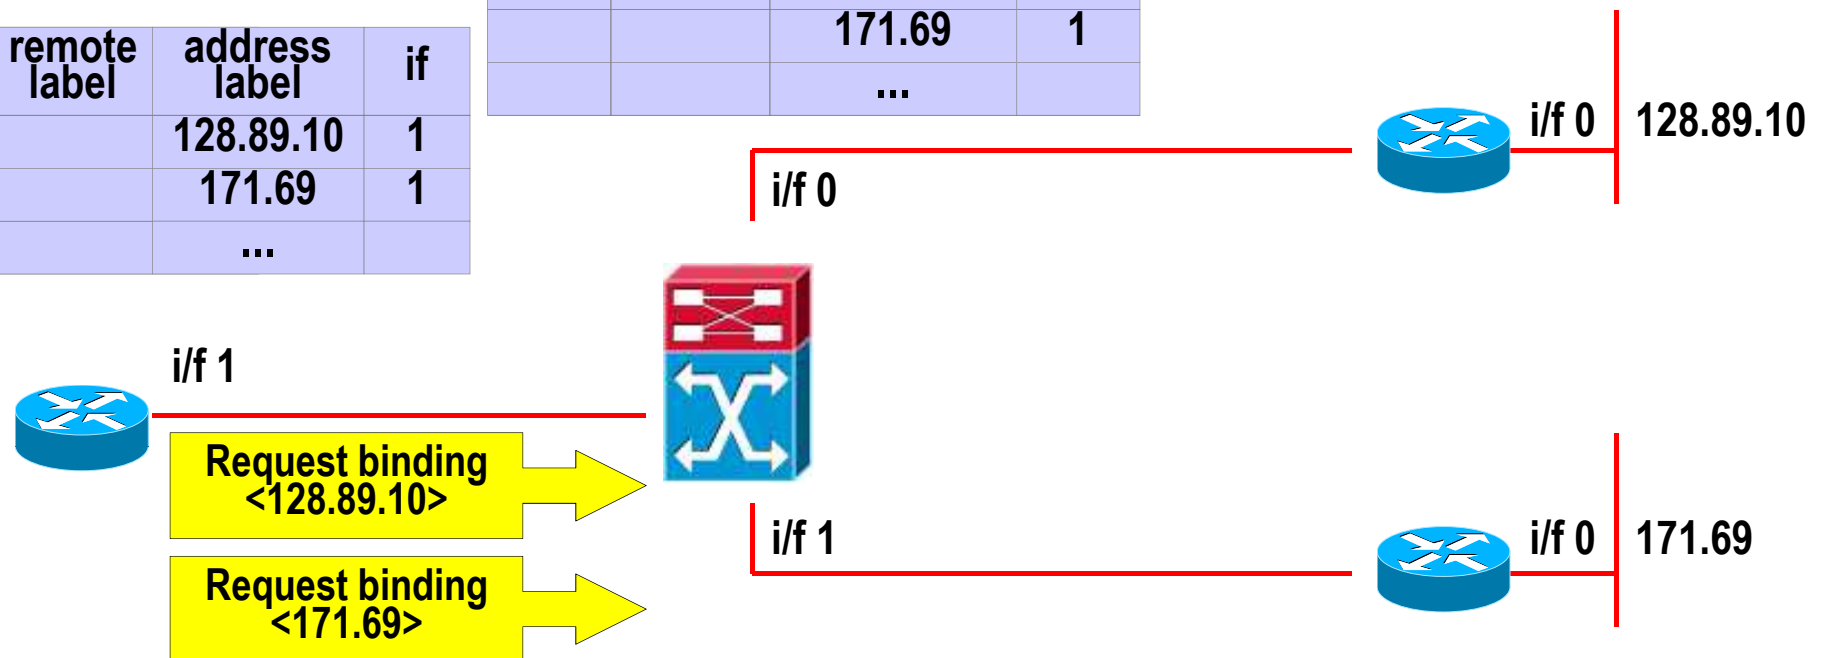 171.69 1
...
remote label address label if
128.89.10 1
171.69 1
...
i/f 0
i/f 0 128.89.10
i/f 1
Request binding
<128.89.10>
i/f 1
i/f 0 171.69
Request binding
<171.69>